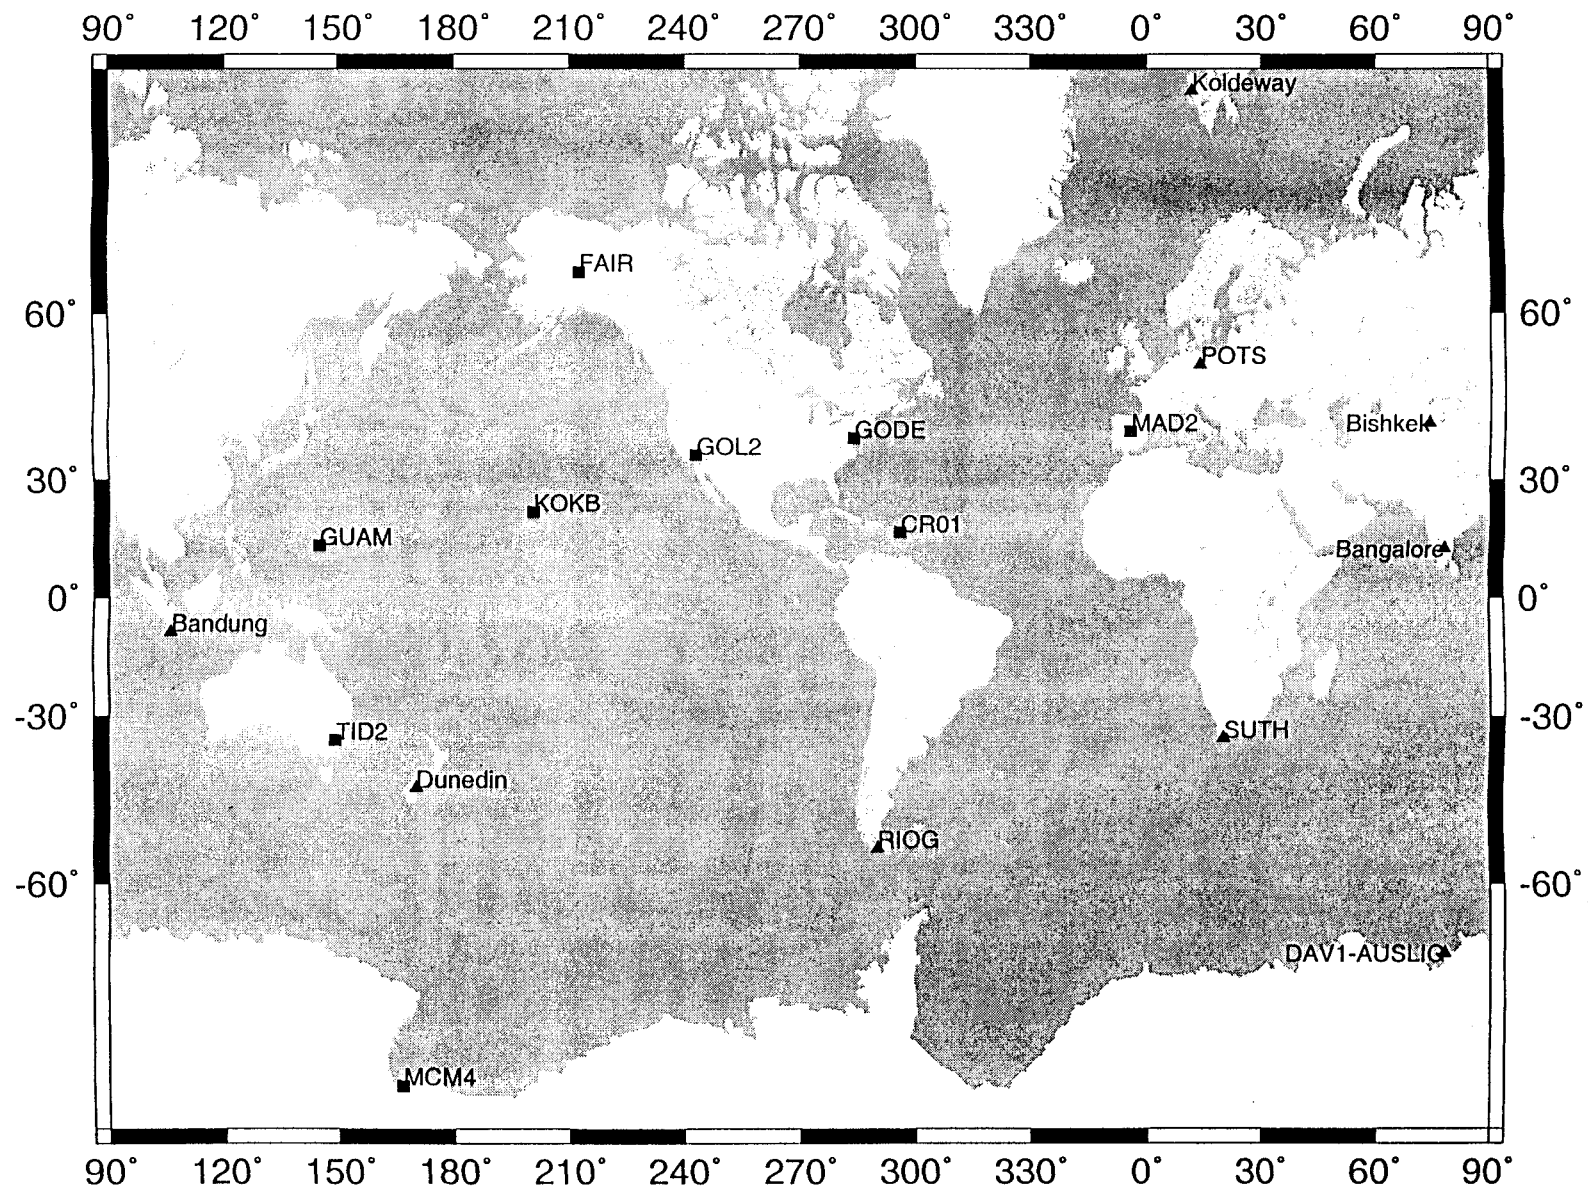 90° 120° 150° 180° 210° 240° 270° 300° 330° 0° 30° 60° 90°
Koldeway
FAIR
60° 60°
POTS
MAD2
Bishkek
GODE
GOL2
30° 30°
KOKB
CR01
GUAM
Bangalore
0° 0°
Bandung
-30° -30°
TID2
SUTH
Dunedin
RIOG
-60° -60°
DAV1-AUSLIG
MCM4
90° 120° 150° 180° 210° 240° 270° 300° 330° 0° 30° 60° 90°